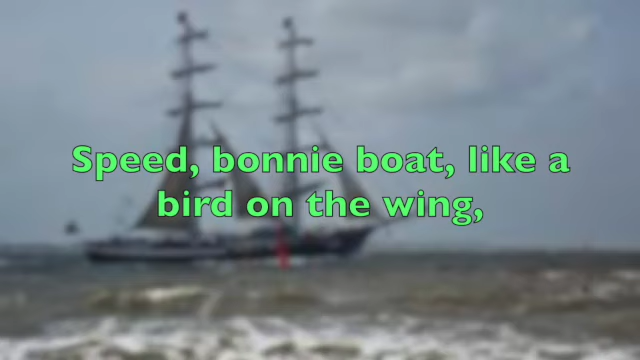 Speed, bonnie boat, like a
bird on the wing,